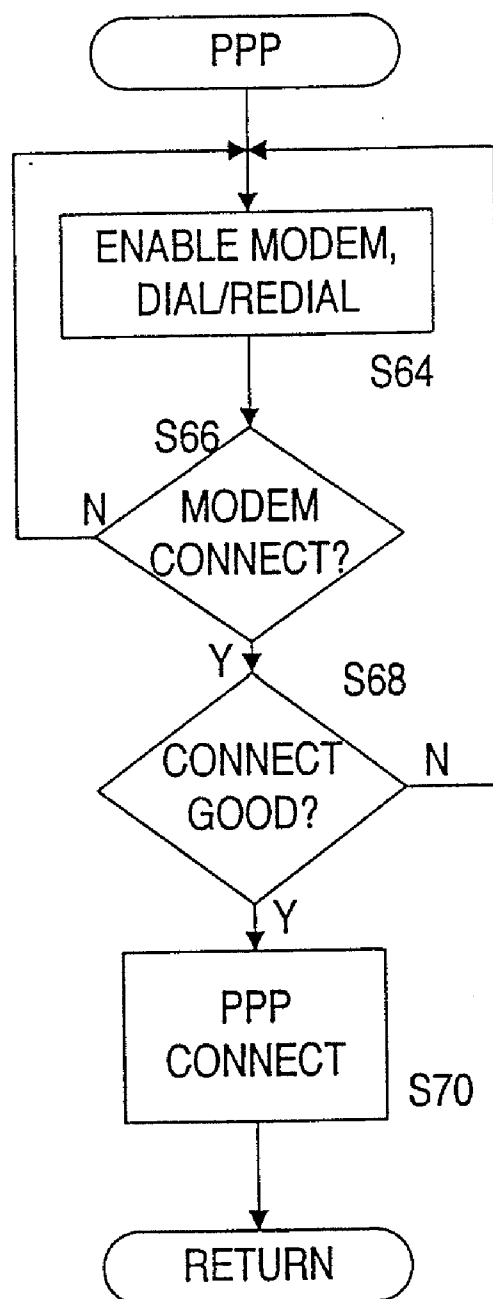 PPP
ENABLE MODEM,
DIAL/REDIAL
S64
S66
N
MODEM
CONNECT?
Y
S68
CONNECT
GOOD?
N
Y
PPP
CONNECT
S70
RETURN